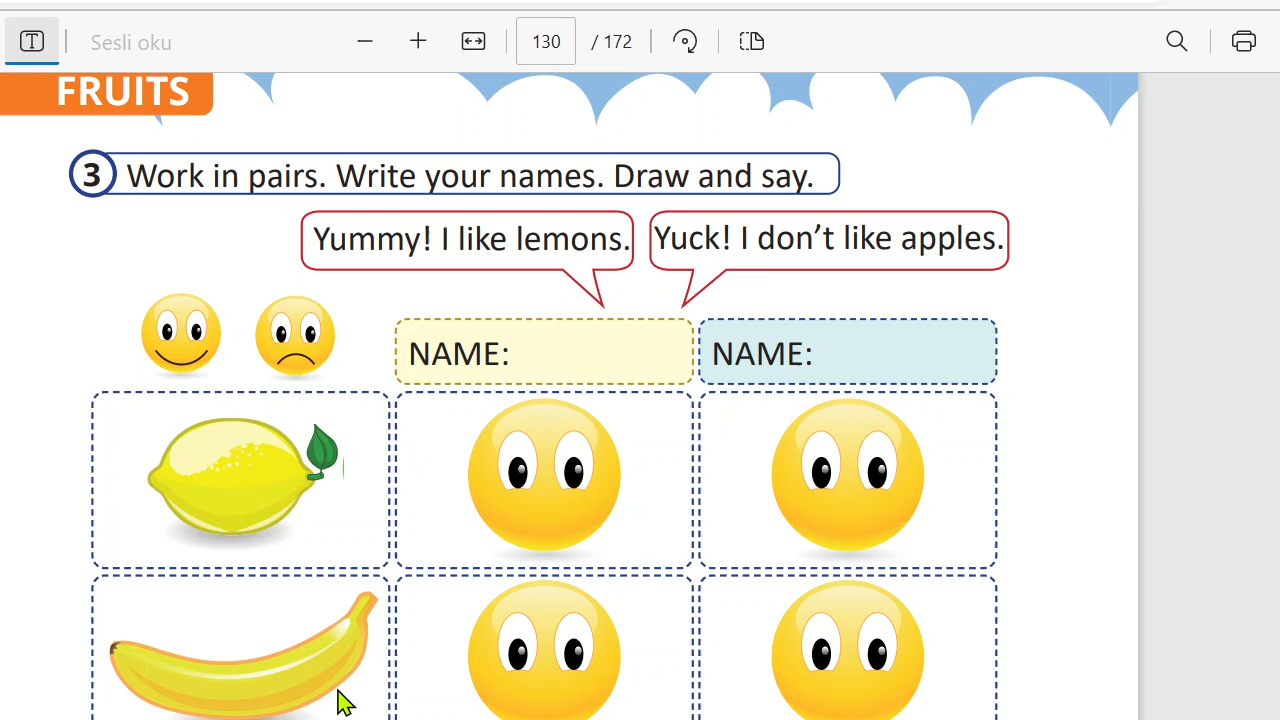 Sesli oku
130 / 172
FRUITS
3 Work in pairs. Write your names. Draw and say.
Yummy! I like lemons. Yuck! I don’t like apples.
NAME: NAME: